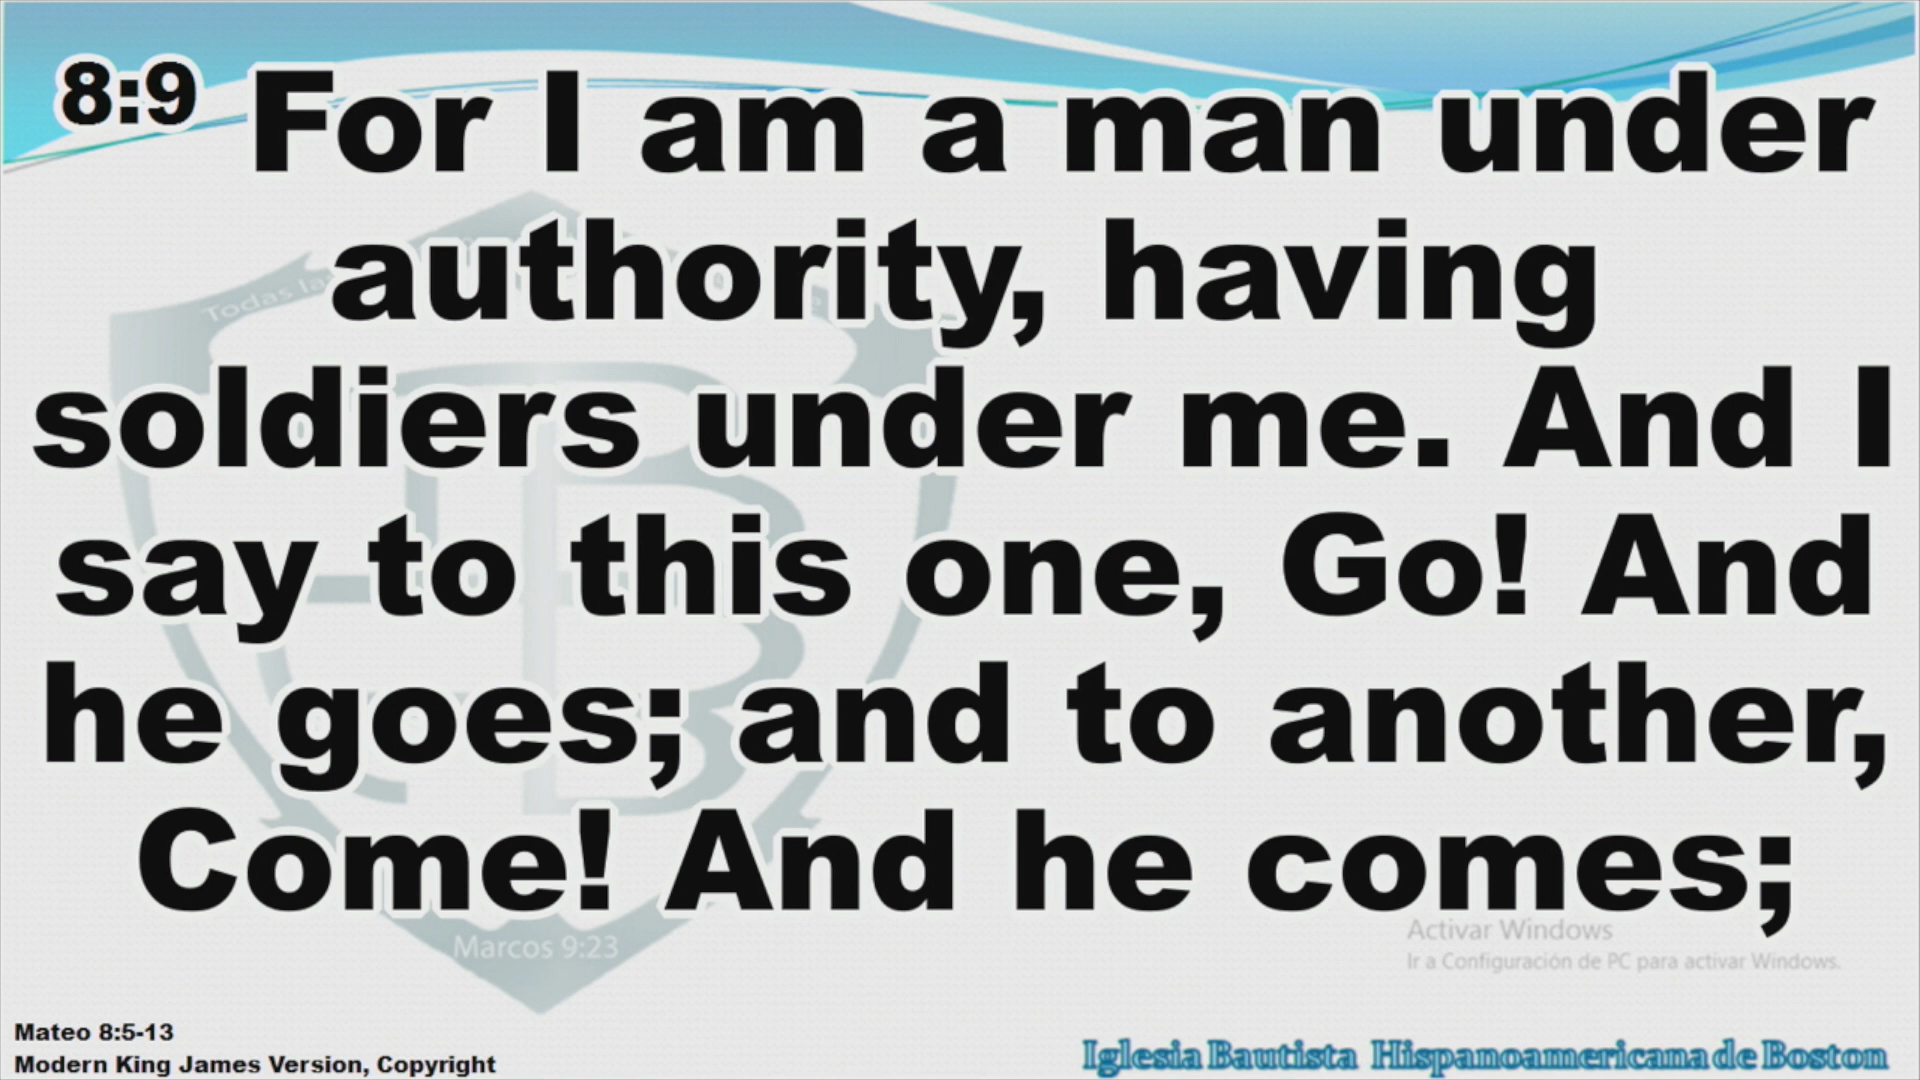 8:9 For I am a man under
authority, having
soldiers under me. And I
say to this one, Go! And
he goes; and to another,
Come! And he comes;
Todas la
Marcos 9:23
Activar Windows
Ir a Configuración de PC para activar Windows.
Mateo 8:5-13
Modern King James Version, Copyright
Iglesia Bautista Hispanoamericana de Boston